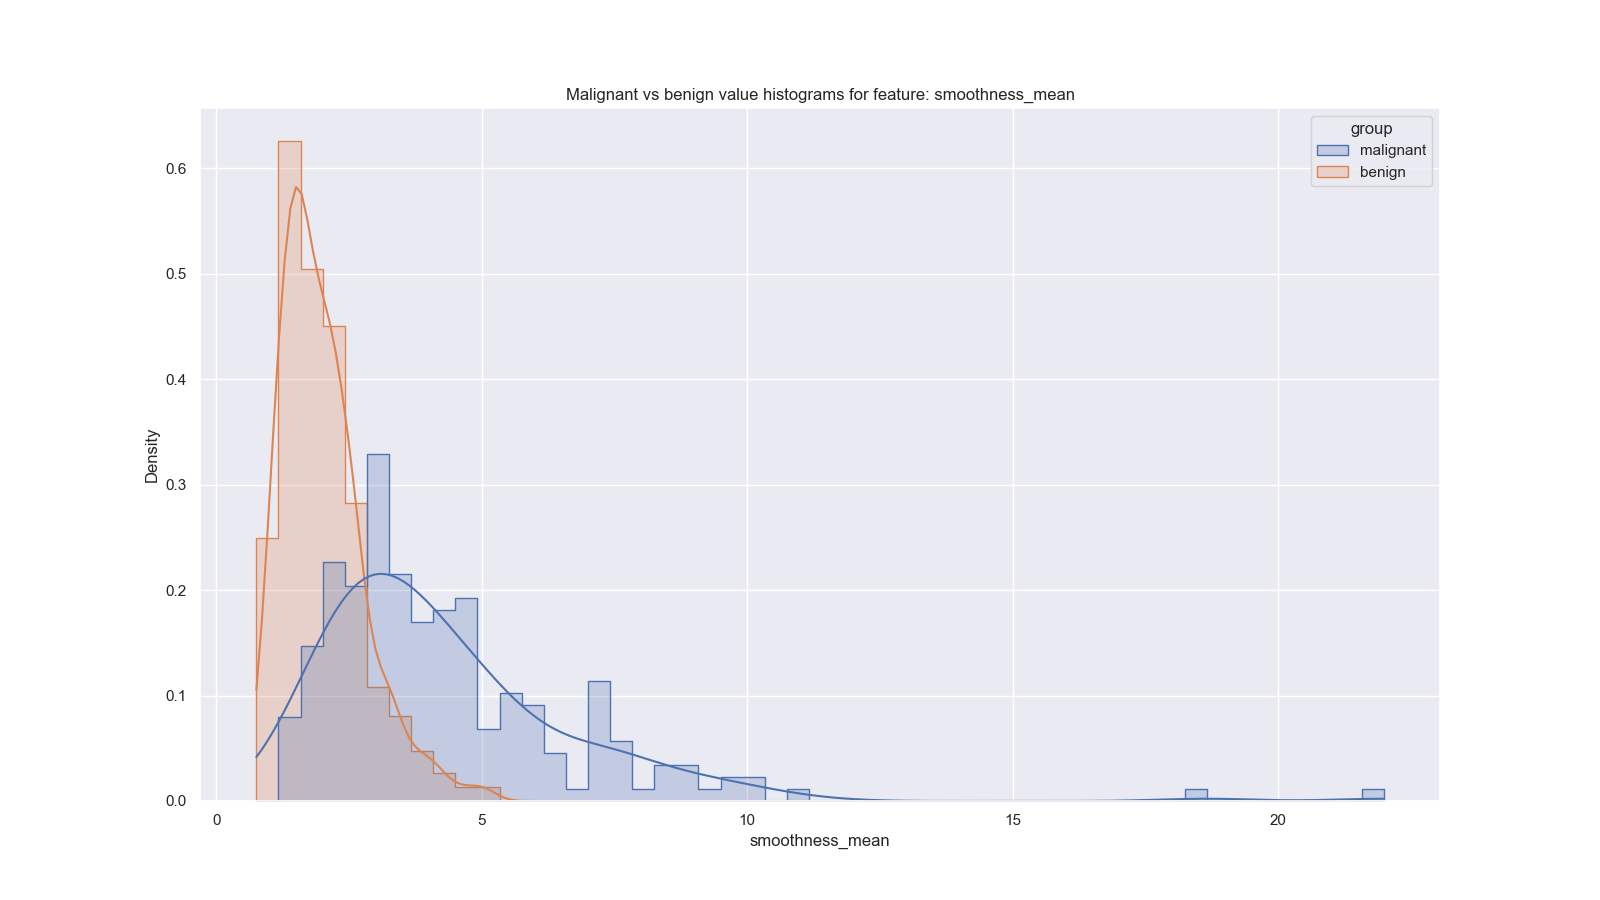 Malignant vs benign value histograms for feature: smoothness_mean
group
malignant
benign
0.6
0.5
0.4
0.3
0.2
0.1
0.0
Density
0 5 10 15 20
smoothness_mean